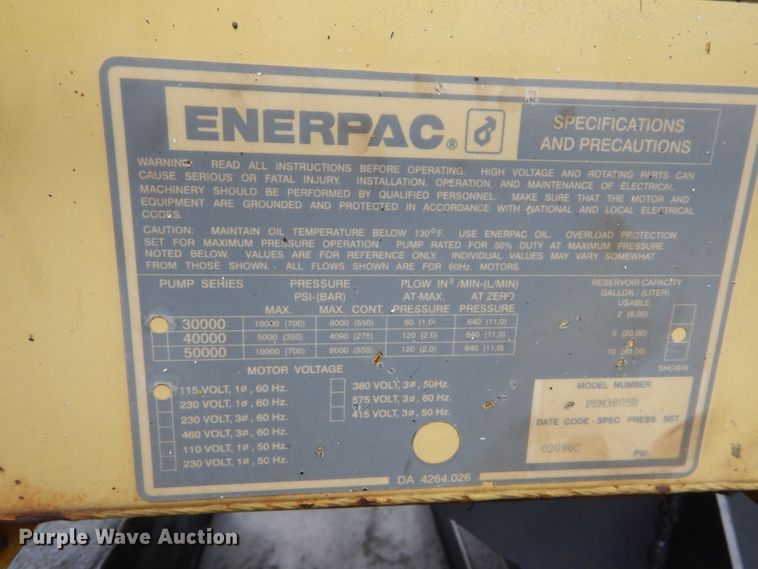 ENERPAC®
SPECIFICATIONS
AND PRECAUTIONS
WARNING: READ ALL INSTRUCTIONS BEFORE OPERATING. HIGH VOLTAGE AND ROTATING PARTS CAN
CAUSE SERIOUS OR FATAL INJURY. INSTALLATION, OPERATION, AND MAINTENANCE OF ELECTRICAL
MACHINERY SHOULD BE PERFORMED BY QUALIFIED PERSONNEL. MAKE SURE THAT THE MOTOR AND
EQUIPMENT ARE GROUNDED AND PROTECTED IN ACCORDANCE WITH NATIONAL AND LOCAL ELECTRICAL
CODES.
CAUTION: MAINTAIN OIL TEMPERATURE BELOW 130°F. USE ENERPAC OIL. OVERLOAD PROTECTION
SET FOR MAXIMUM PRESSURE OPERATION. PUMP RATED FOR 50% DUTY AT MAXIMUM PRESSURE
NOTED BELOW. VALUES ARE FOR REFERENCE ONLY. INDIVIDUAL VALUES MAY VARY SOMEWHAT
FROM THOSE SHOWN. - ALL FLOWS SHOWN ARE FOR 60Hz. MOTORS.
PUMP SERIES PRESSURE FLOW IN³/MIN-(L/MIN) RESERVOIR CAPACITY
PSI-(BAR) AT MAX. AT ZERO GALLON / (LITER)
MAX. MAX. CONT. PRESSURE PRESSURE USABLE
30000 10000 (700) 8000 (550) 60 (1,0) 640 (11,0) 2 (8,00)
40000 5000 (350) 4090 (275) 120 (2,0) 640 (11,0) 5 (20,00)
50000 10000 (700) 8000 (550) 120 (2,0) 640 (11,0) 10 (40,00)
SHOWN
MOTOR VOLTAGE
115 VOLT, 1ø, 60 Hz. 380 VOLT, 3ø, 50Hz.
230 VOLT, 1ø, 60 Hz. 575 VOLT, 3ø, 60Hz.
230 VOLT, 3ø, 60 Hz. 415 VOLT, 3ø, 50 Hz.
460 VOLT, 3ø, 60 Hz.
110 VOLT, 1ø, 50 Hz.
230 VOLT, 1ø, 50 Hz.
MODEL NUMBER
PEM3805B
DATE CODE - SPEC. PRESS. SET.
02096C PSI
DA 4264.026
Purple Wave Auction